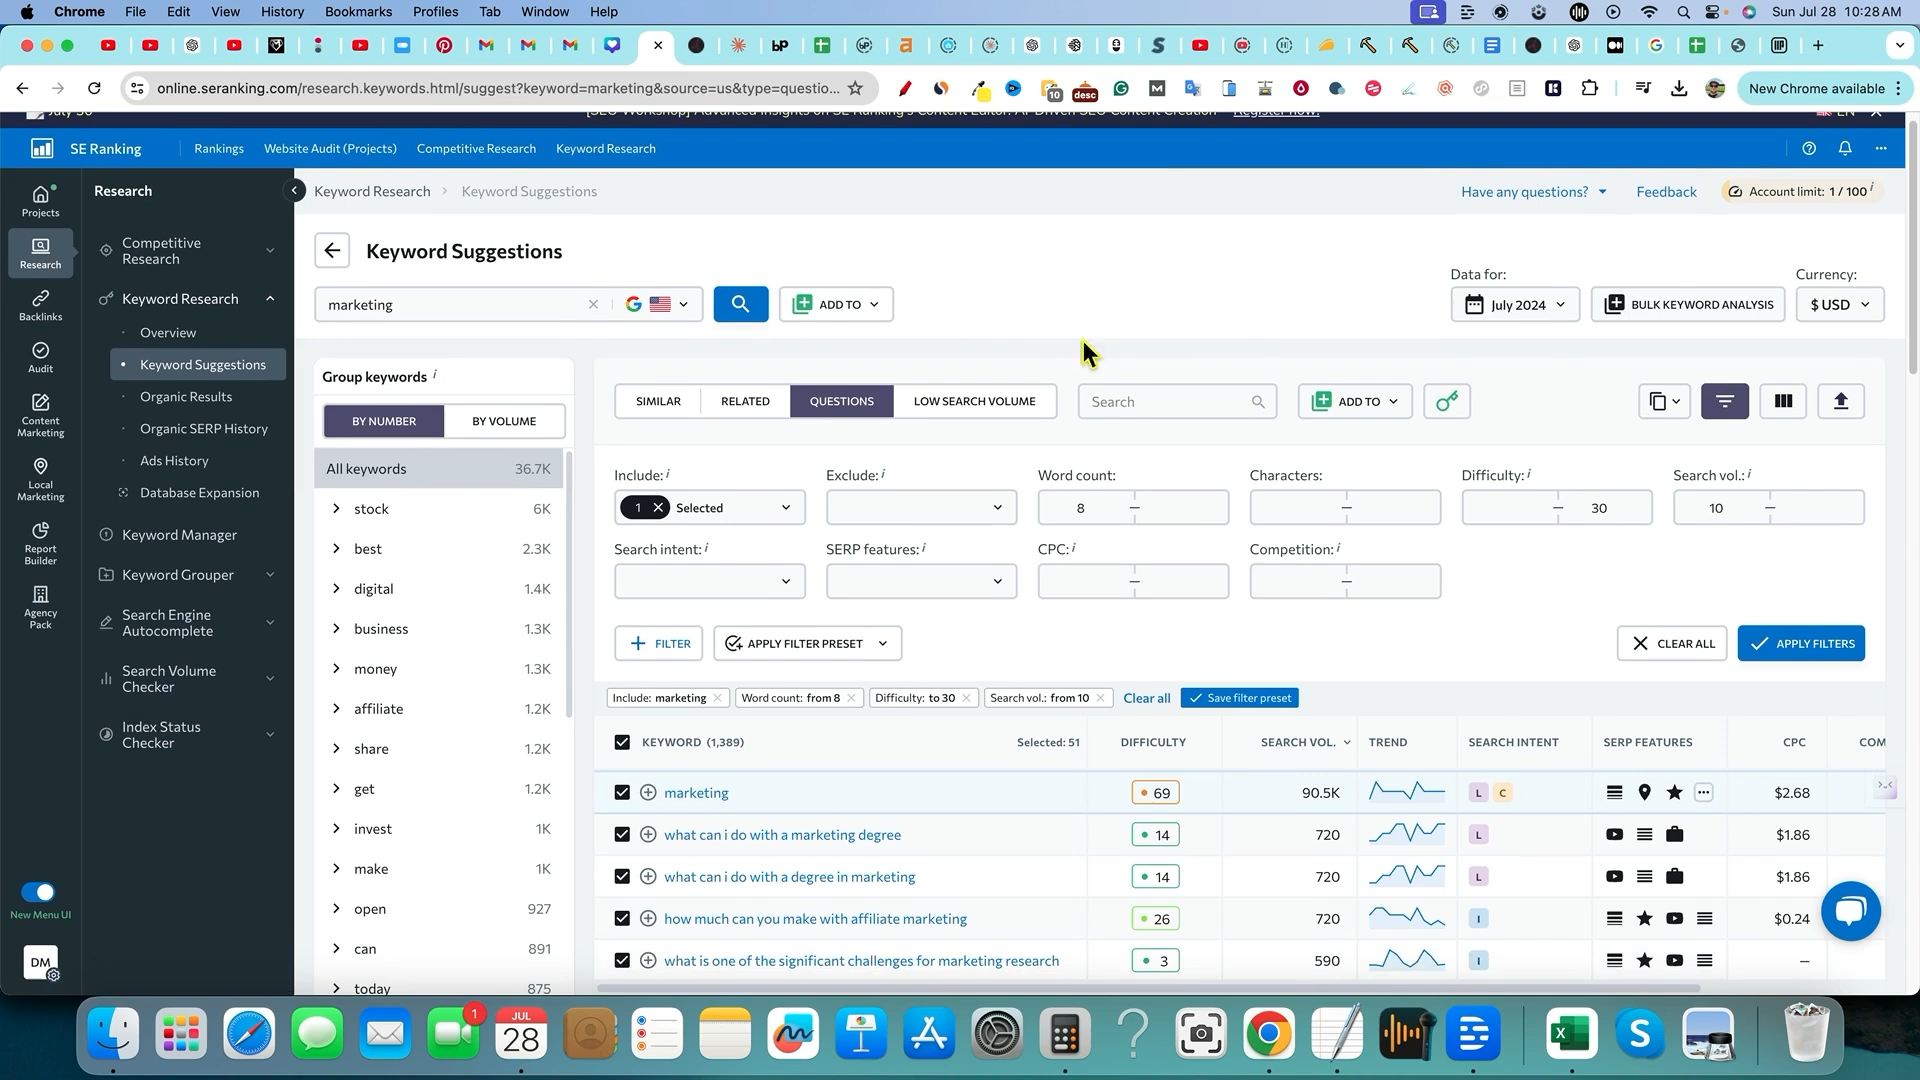 Chrome File Edit View History Bookmarks Profiles Tab Window Help Sun Jul 28 10:28 AM
online.seranking.com/research.keywords.html/suggest?keyword=marketing&source=us&type=questio... New Chrome available
SE Ranking Rankings Website Audit (Projects) Competitive Research Keyword Research
Projects
Research
Backlinks
Audit
Content Marketing
Local Marketing
Report Builder
Agency Pack
New Menu UI
DM
Research
Competitive Research
Keyword Research
Overview
Keyword Suggestions
Organic Results
Organic SERP History
Ads History
Database Expansion
Keyword Manager
Keyword Grouper
Search Engine Autocomplete
Search Volume Checker
Index Status Checker
Keyword Research > Keyword Suggestions Have any questions? Feedback Account limit: 1 / 100 i
Keyword Suggestions
Data for: Currency:
marketing ADD TO July 2024 BULK KEYWORD ANALYSIS $ USD
Group keywords i
BY NUMBER BY VOLUME
All keywords 36.7K
stock 6K
best 2.3K
digital 1.4K
business 1.3K
money 1.3K
affiliate 1.2K
share 1.2K
get 1.2K
invest 1K
make 1K
open 927
can 891
today 875
SIMILAR RELATED QUESTIONS LOW SEARCH VOLUME Search ADD TO
Include: i Exclude: i Word count: Characters: Difficulty: i Search vol.: i
1 Selected 8 — — — 30 10 —
Search intent: i SERP features: i CPC: i Competition: i
— —
FILTER APPLY FILTER PRESET CLEAR ALL APPLY FILTERS
Include: marketing Word count: from 8 Difficulty: to 30 Search vol.: from 10 Clear all Save filter preset
KEYWORD (1,389) Selected: 51 DIFFICULTY SEARCH VOL. TREND SEARCH INTENT SERP FEATURES CPC COM
marketing 69 90.5K L C $2.68
what can i do with a marketing degree 14 720 L $1.86
what can i do with a degree in marketing 14 720 L $1.86
how much can you make with affiliate marketing 26 720 I $0.24
what is one of the significant challenges for marketing research 3 590 I —
1 JUL 28